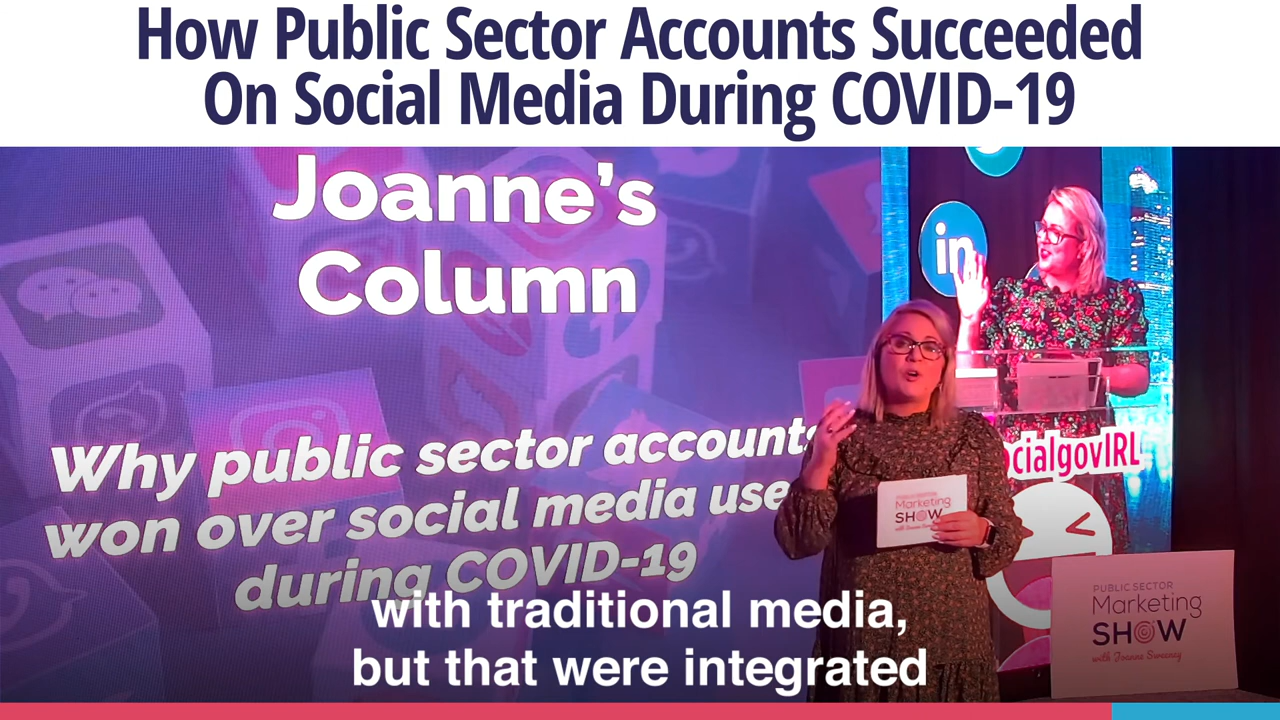 How Public Sector Accounts Succeeded
On Social Media During COVID-19
Joanne's
Column
in
Why public sector accounts
won over social media use
during COVID-19
cialgovIRL
Marketing
SHOW
PUBLIC SECTOR
Marketing
SHOW
with Joanne Sweeney
with traditional media,
but that were integrated